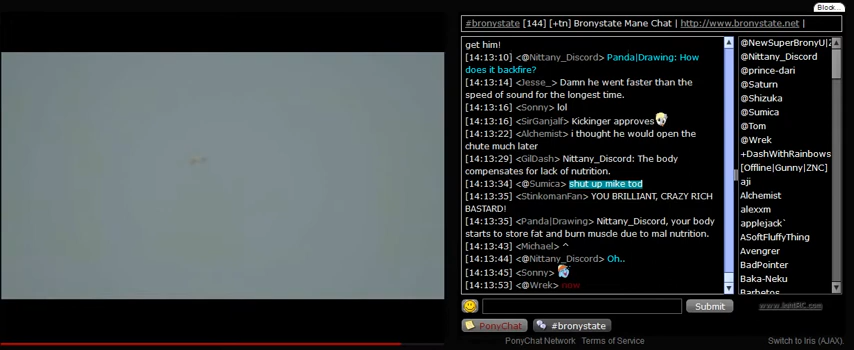 Block...
#bronystate [144] [+tn] Bronystate Mane Chat | http://www.bronystate.net |
get him!
[14:13:10] <@Nittany_Discord> Panda|Drawing: How
does it backfire?
[14:13:14] <Jesse_> Damn he went faster than the
speed of sound for the longest time.
[14:13:16] <Sonny> lol
[14:13:16] <SirGanjalf> Kickinger approves
[14:13:22] <Alchemist> i thought he would open the
chute much later
[14:13:29] <GilDash> Nittany_Discord: The body
compensates for lack of nutrition.
[14:13:34] <@Sumica> shut up mike tod
[14:13:35] <StinkomanFan> YOU BRILLIANT, CRAZY RICH
BASTARD!
[14:13:35] <Panda|Drawing> Nittany_Discord, your body
starts to store fat and burn muscle due to mal nutrition.
[14:13:43] <Michael> ^
[14:13:44] <@Nittany_Discord> Oh..
[14:13:45] <Sonny>
[14:13:53] <@Wrek> now
@NewSuperBronyU|Z
@Nittany_Discord
@prince-dari
@Saturn
@Shizuka
@Sumica
@Tom
@Wrek
+DashWithRainbows
[Offline|Gunny|ZNC]
aji
Alchemist
alexxm
applejack`
ASoftFluffyThing
Avengrer
BadPointer
Baka-Neku
Barbetos
Submit
www.lightIRC.com
PonyChat
#bronystate
PonyChat Network Terms of Service
Switch to Iris (AJAX).